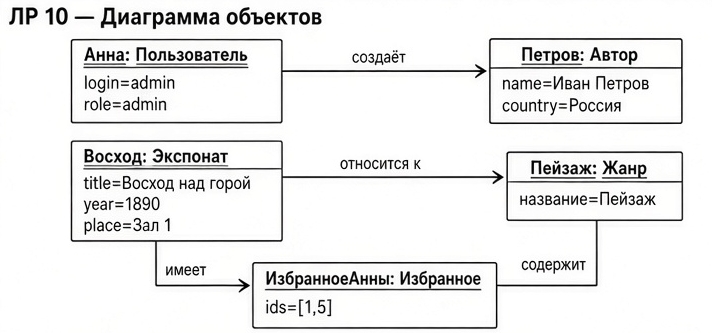 ЛР 10 — Диаграмма объектов
Анна: Пользователь
login=admin
role=admin
создаёт
Петров: Автор
name=Иван Петров
country=Россия
Восход: Экспонат
title=Восход над горой
year=1890
place=Зал 1
относится к
Пейзаж: Жанр
название=Пейзаж
имеет
ИзбранноеАнны: Избранное
ids=[1,5]
содержит